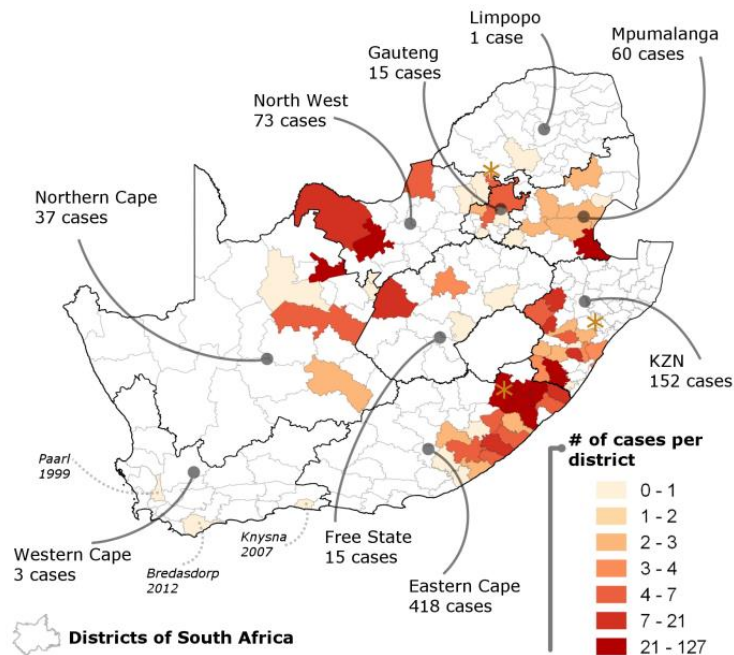 Limpopo
1 case
Mpumalanga
60 cases
Gauteng
15 cases
North West
73 cases
Northern Cape
37 cases
KZN
152 cases
Paarl
1999
Western Cape
3 cases
Bredasdorp
2012
Knysna
2007
Free State
15 cases
Eastern Cape
418 cases
# of cases per
district
0 - 1
1 - 2
2 - 3
3 - 4
4 - 7
7 - 21
21 - 127
Districts of South Africa